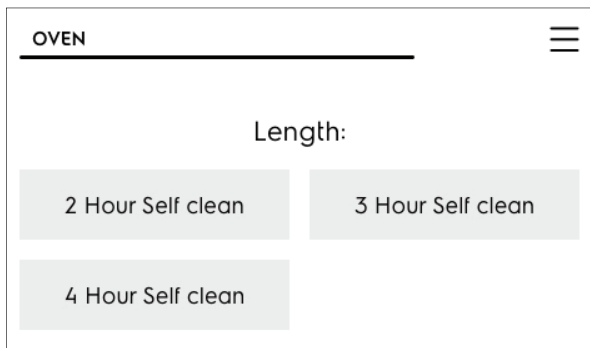 OVEN
Length:
2 Hour Self clean
3 Hour Self clean
4 Hour Self clean